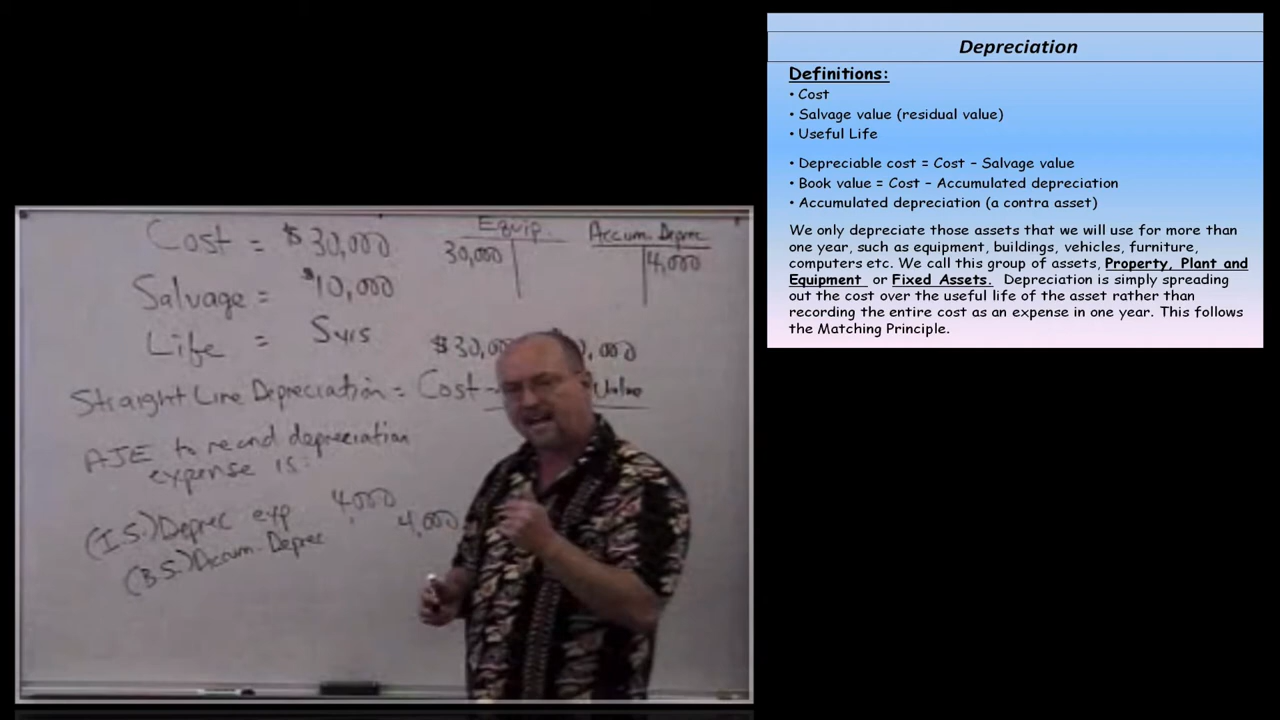 Depreciation
Definitions:
• Cost
• Salvage value (residual value)
• Useful Life
• Depreciable cost = Cost – Salvage value
• Book value = Cost – Accumulated depreciation
• Accumulated depreciation (a contra asset)
We only depreciate those assets that we will use for more than
one year, such as equipment, buildings, vehicles, furniture,
computers etc. We call this group of assets, Property, Plant and
Equipment or Fixed Assets. Depreciation is simply spreading
out the cost over the useful life of the asset rather than
recording the entire cost as an expense in one year. This follows
the Matching Principle.
Cost = $30,000
Salvage = $10,000
Life = 5yrs
Equip.
30,000
Accum. Deprec
4,000
$30,000
Straight Line Depreciation = Cost - Value
AJE to record depreciation
expense is:
(I.S.) Deprec exp 4,000
(B.S.) Accum. Deprec 4,000